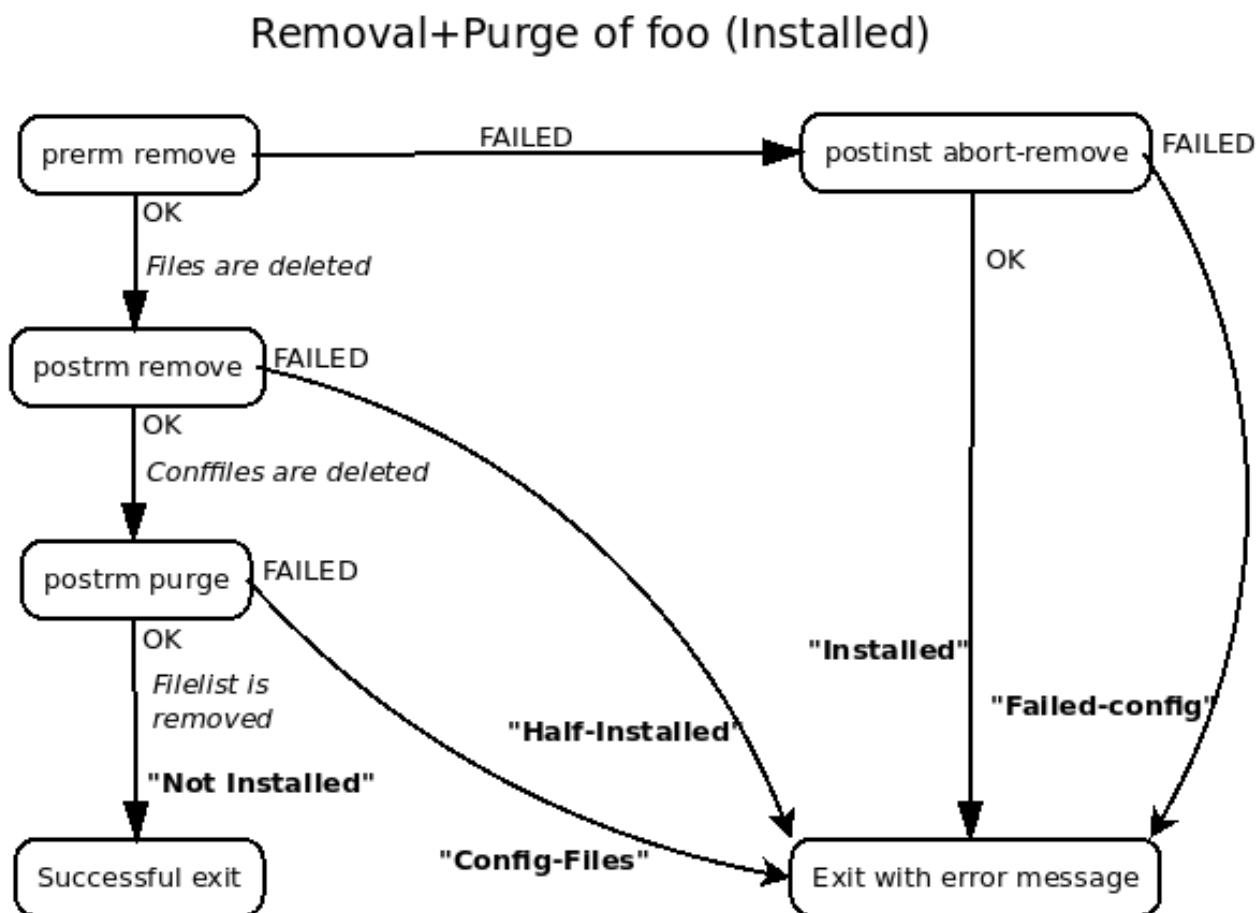 Removal+Purge of foo (Installed)
prerm remove
FAILED
postinst abort-remove
FAILED
OK
Files are deleted
OK
postrm remove
FAILED
OK
Conffiles are deleted
postrm purge
FAILED
OK
Filelist is
removed
"Installed"
"Failed-config"
"Half-Installed"
"Not Installed"
"Config-Files"
Successful exit
Exit with error message